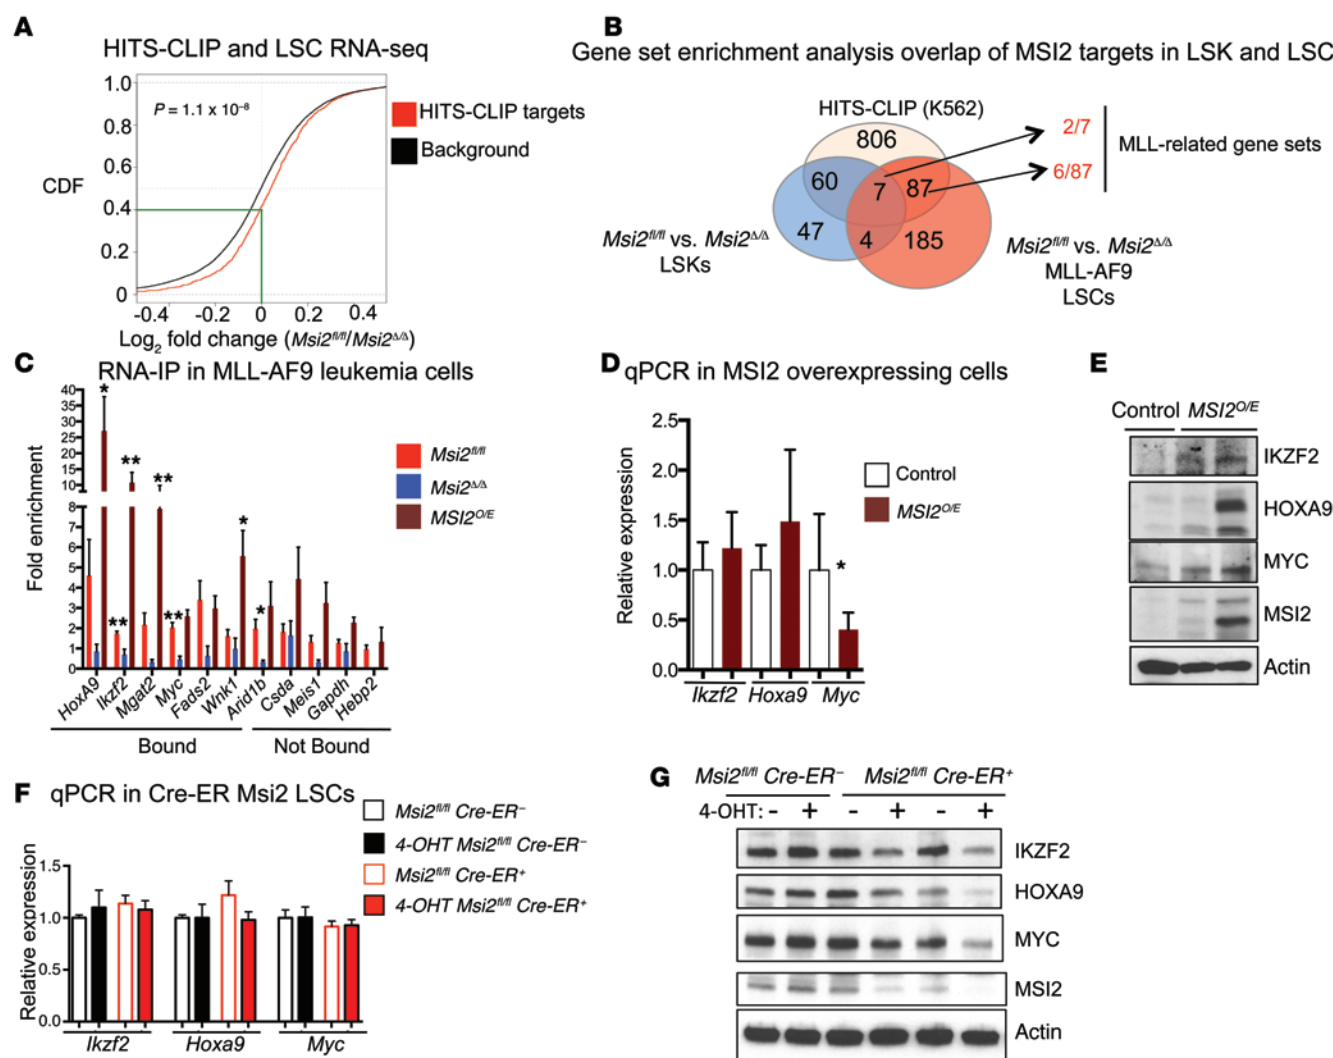 A
HITS-CLIP and LSC RNA-seq
1.0
0.8
0.6
0.4
0.2
0
CDF
P = 1.1 x 10⁻⁸
HITS-CLIP targets
Background
-0.4 -0.2 0 0.2 0.4
Log₂ fold change (Msi2fl/fl/Msi2Δ/Δ)
B
Gene set enrichment analysis overlap of MSI2 targets in LSK and LSC
HITS-CLIP (K562)
806
60 7 87
47 4 185
2/7
6/87
MLL-related gene sets
Msi2fl/fl vs. Msi2Δ/Δ
LSKs
Msi2fl/fl vs. Msi2Δ/Δ
MLL-AF9
LSCs
C
RNA-IP in MLL-AF9 leukemia cells
Fold enrichment
40
35
30
25
20
15
10
8
7
6
5
4
3
2
1
0
*
**
**
*
**
**
*
Msi2fl/fl
Msi2Δ/Δ
MSI2O/E
HoxA9 Ikzf2 Mgat2 Myc Fads2 Wnk1 Arid1b Csda Meis1 Gapdh Hebp2
Bound Not Bound
D
qPCR in MSI2 overexpressing cells
Relative expression
2.5
2.0
1.5
1.0
0.5
0.0
*
Control
MSI2O/E
Ikzf2 Hoxa9 Myc
E
Control MSI2O/E
IKZF2
HOXA9
MYC
MSI2
Actin
F
qPCR in Cre-ER Msi2 LSCs
Relative expression
1.5
1.0
0.5
0.0
Msi2fl/fl Cre-ER⁻
4-OHT Msi2fl/fl Cre-ER⁻
Msi2fl/fl Cre-ER⁺
4-OHT Msi2fl/fl Cre-ER⁺
Ikzf2 Hoxa9 Myc
G
Msi2fl/fl Cre-ER⁻ Msi2fl/fl Cre-ER⁺
4-OHT: - + - + - +
IKZF2
HOXA9
MYC
MSI2
Actin